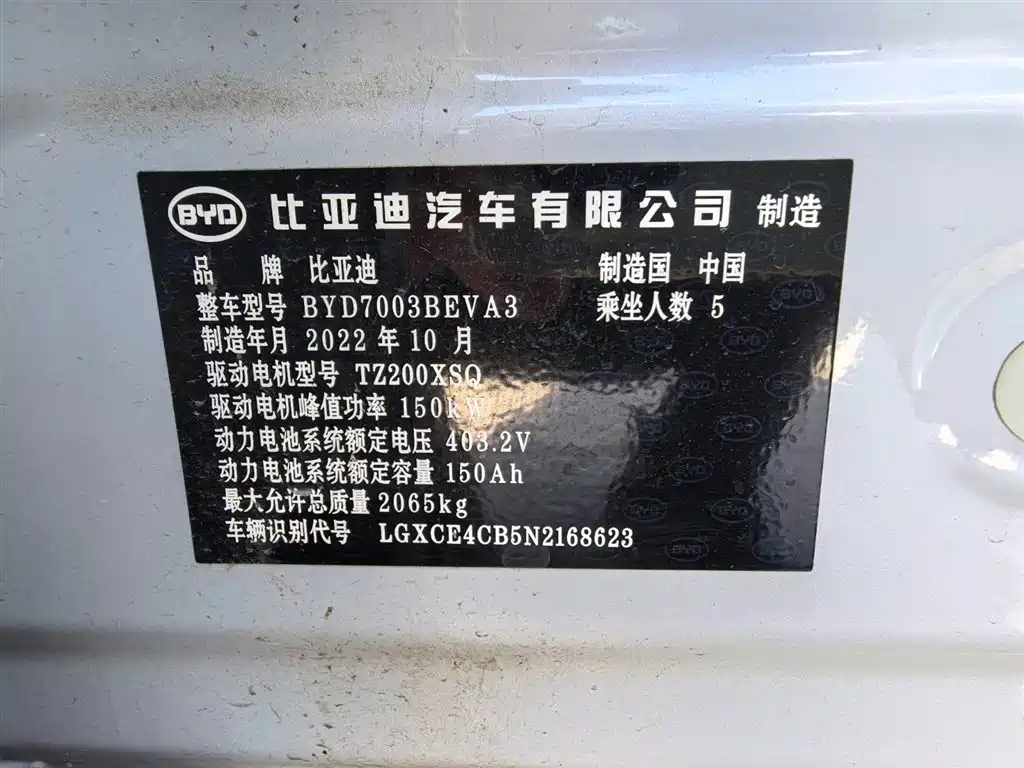 BYD 比亚迪汽车有限公司 制造
品 牌 比亚迪 制造国 中国
整车型号 BYD7003BEVA3 乘坐人数 5
制造年月 2022 年 10 月
驱动电机型号 TZ200XSQ
驱动电机峰值功率 150kW
动力电池系统额定电压 403.2V
动力电池系统额定容量 150Ah
最大允许总质量 2065kg
车辆识别代号 LGXCE4CB5N2168623